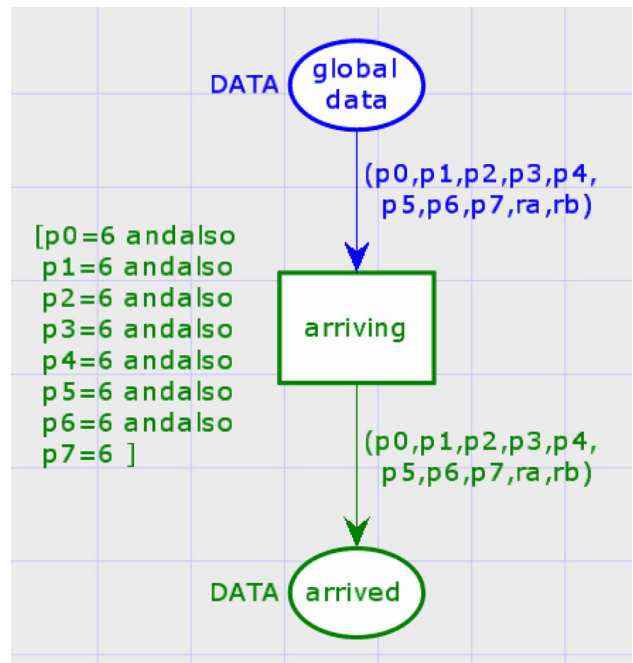 global
DATA
data
(p0,p1,p2,p3,p4,
p5,p6,p7,ra,rb)
[p0=6 andalso
p1=6 andalso
p2=6 andalso
p3=6 andalso
p4=6 andalso
p5=6 andalso
p6=6 andalso
p7=6 ]
arriving
(p0,p1,p2,p3,p4,
p5,p6,p7,ra,rb)
DATA
arrived